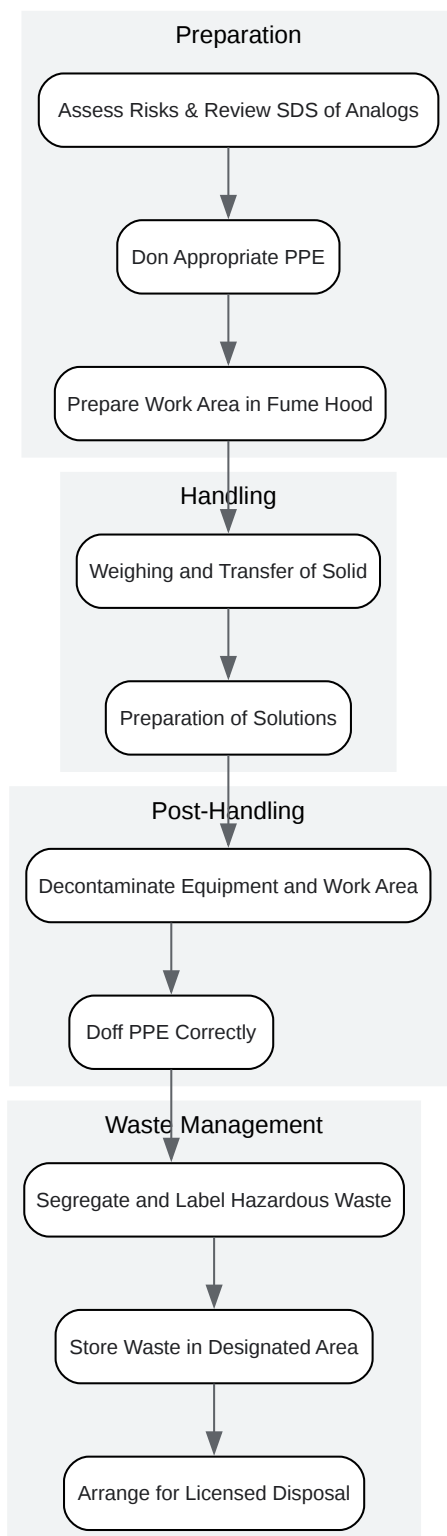 Preparation
Assess Risks & Review SDS of Analogs
Don Appropriate PPE
Prepare Work Area in Fume Hood
Handling
Weighing and Transfer of Solid
Preparation of Solutions
Post-Handling
Decontaminate Equipment and Work Area
Doff PPE Correctly
Waste Management
Segregate and Label Hazardous Waste
Store Waste in Designated Area
Arrange for Licensed Disposal